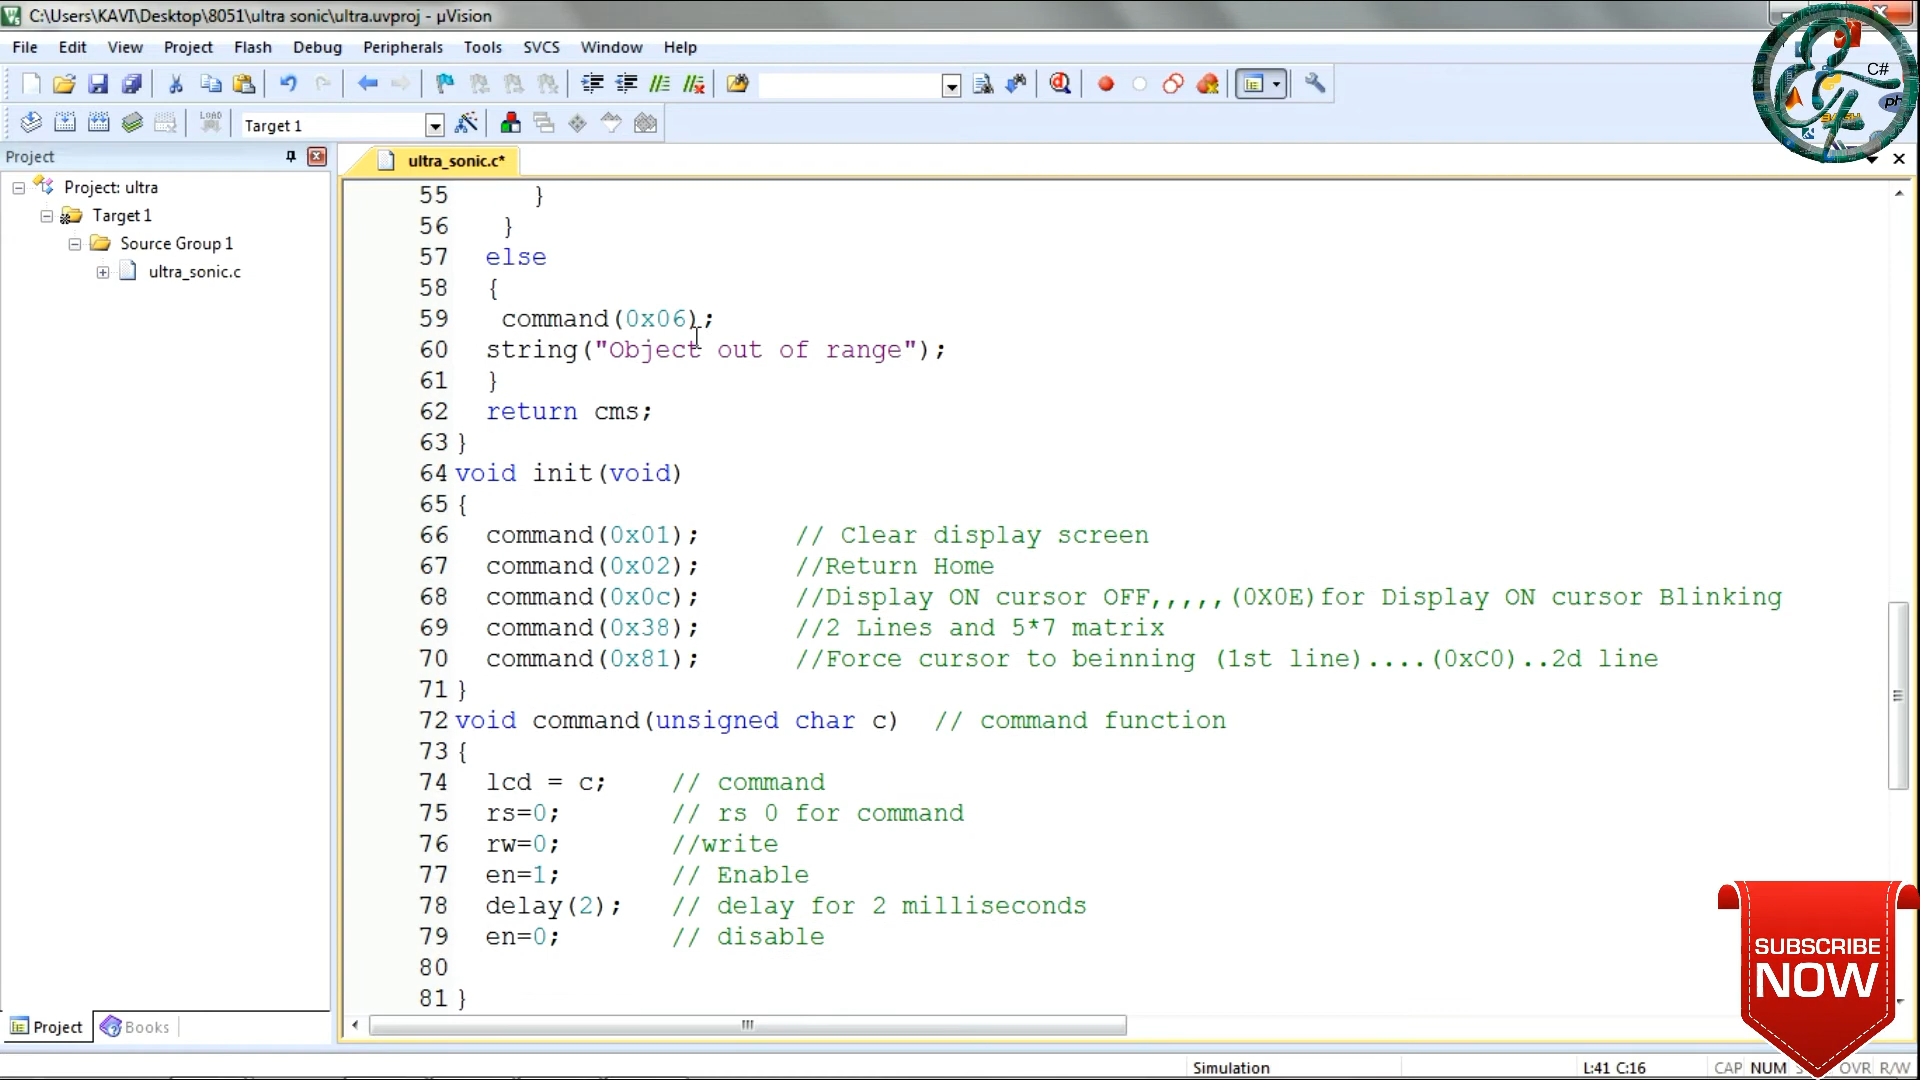 C:\Users\KAVI\Desktop\8051\ultra sonic\ultra.uvproj - µVision
File Edit View Project Flash Debug Peripherals Tools SVCS Window Help
C#
LOAD Target 1
Project
ultra_sonic.c*
Project: ultra
Target 1
Source Group 1
ultra_sonic.c
55 }
56 }
57 else
58 {
59 command(0x06);
60 string("Object out of range");
61 }
62 return cms;
63 }
64 void init(void)
65 {
66 command(0x01); // Clear display screen
67 command(0x02); //Return Home
68 command(0x0c); //Display ON cursor OFF,,,,,(0X0E)for Display ON cursor Blinking
69 command(0x38); //2 Lines and 5*7 matrix
70 command(0x81); //Force cursor to beinning (1st line)....(0xC0)..2d line
71 }
72 void command(unsigned char c) // command function
73 {
74 lcd = c; // command
75 rs=0; // rs 0 for command
76 rw=0; //write
77 en=1; // Enable
78 delay(2); // delay for 2 milliseconds
79 en=0; // disable
80
81 }
SUBSCRIBE
NOW
Project Books
Simulation L:41 C:16 CAP NUM OVR R/W